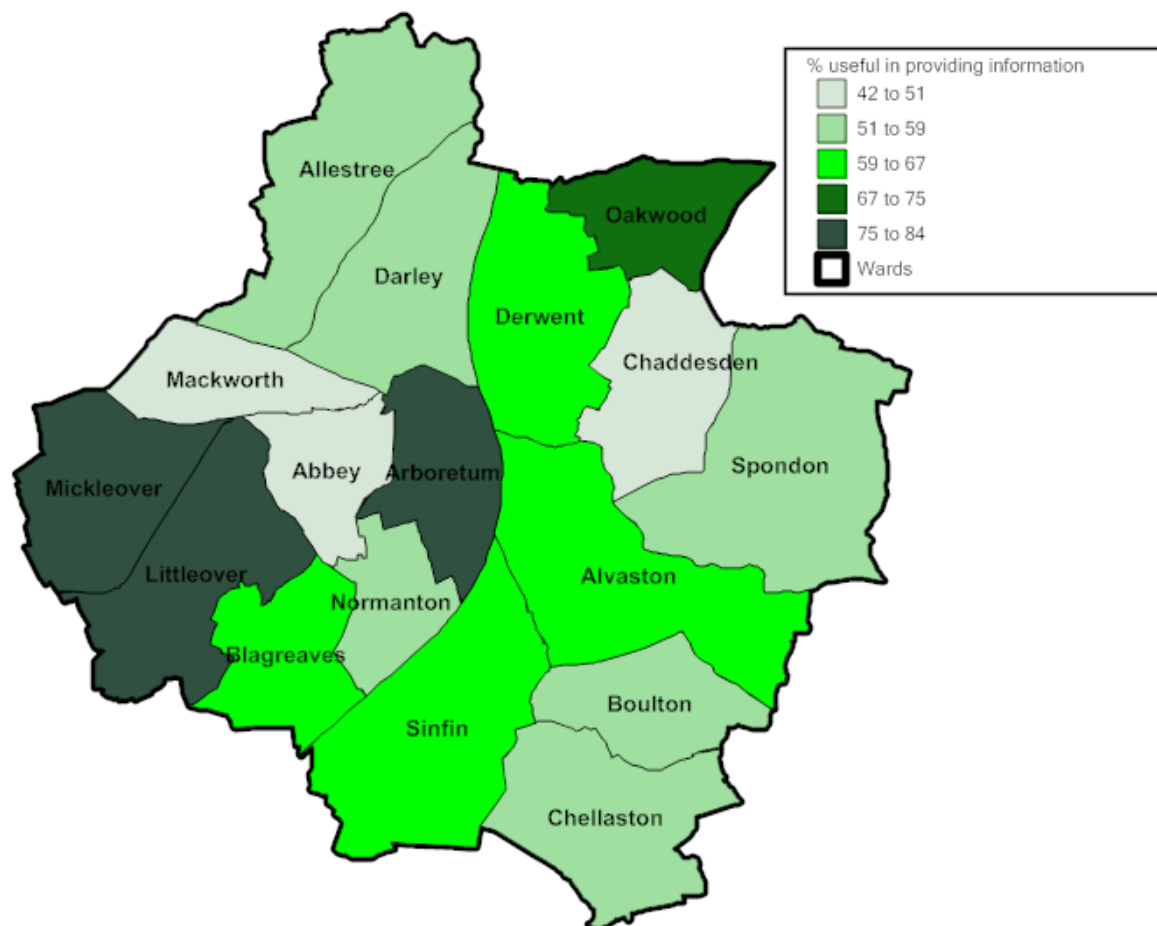 % useful in providing information
42 to 51
51 to 59
59 to 67
67 to 75
75 to 84
Wards
Allestree
Oakwood
Darley
Derwent
Chaddesden
Mackworth
Spondon
Abbey
Arboretum
Mickleover
Littleover
Alvaston
Normanton
Blagreaves
Boulton
Sinfin
Chellaston